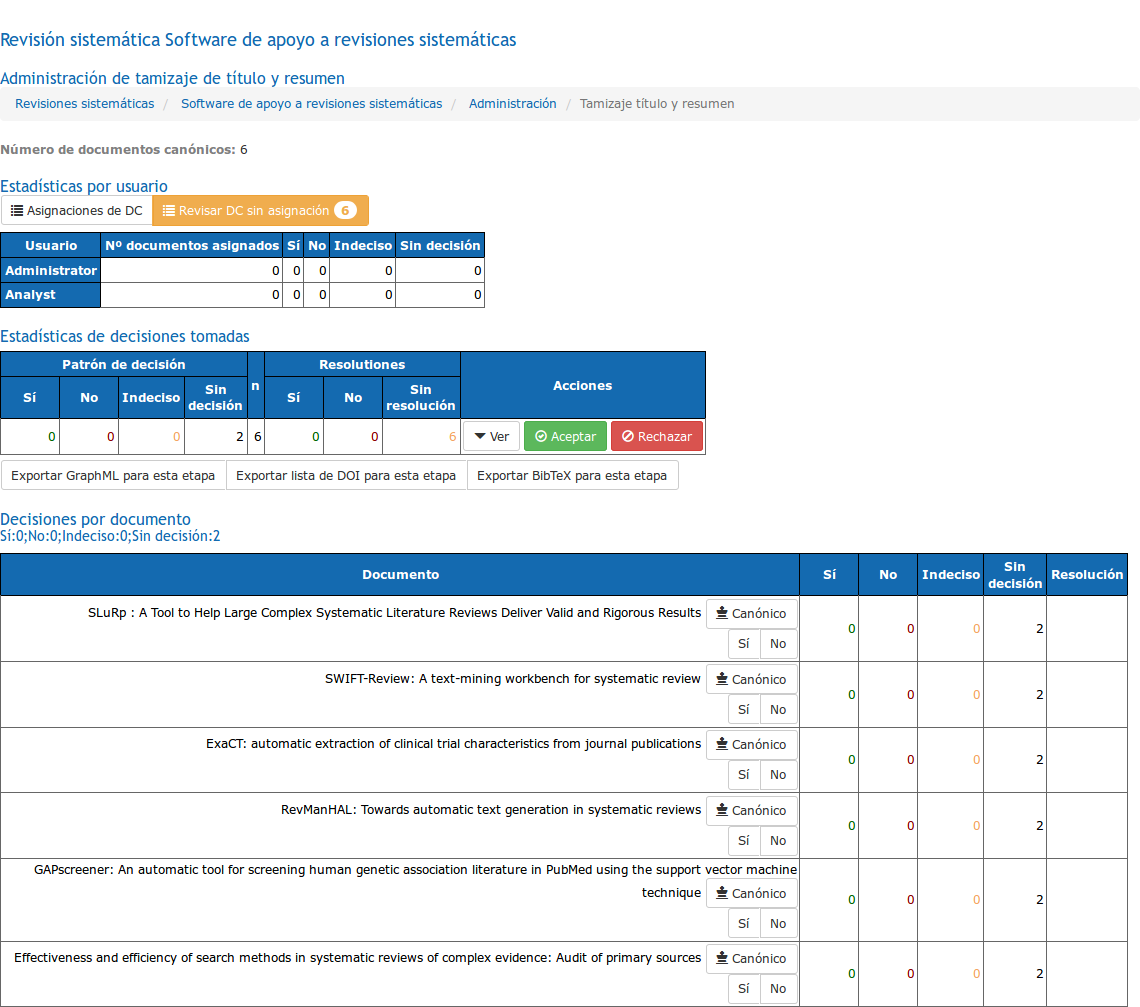 Revisión sistemática Software de apoyo a revisiones sistemáticas
Administración de tamizaje de título y resumen
Revisiones sistemáticas / Software de apoyo a revisiones sistemáticas / Administración / Tamizaje título y resumen
Número de documentos canónicos: 6
Estadísticas por usuario
Asignaciones de DC Revisar DC sin asignación 6
Usuario Nº documentos asignados Sí No Indeciso Sin decisión
Administrator 0 0 0 0 0
Analyst 0 0 0 0 0
Estadísticas de decisiones tomadas
Patrón de decisión n Resolutiones Acciones
Sí No Indeciso Sin decisión Sí No Sin resolución
0 0 0 2 6 0 0 6 Ver Aceptar Rechazar
Exportar GraphML para esta etapa Exportar lista de DOI para esta etapa Exportar BibTeX para esta etapa
Decisiones por documento
Sí:0;No:0;Indeciso:0;Sin decisión:2
Documento Sí No Indeciso Sin decisión Resolución
SLuRp : A Tool to Help Large Complex Systematic Literature Reviews Deliver Valid and Rigorous Results Canónico
Sí No 0 0 0 2
SWIFT-Review: A text-mining workbench for systematic review Canónico
Sí No 0 0 0 2
ExaCT: automatic extraction of clinical trial characteristics from journal publications Canónico
Sí No 0 0 0 2
RevManHAL: Towards automatic text generation in systematic reviews Canónico
Sí No 0 0 0 2
GAPscreener: An automatic tool for screening human genetic association literature in PubMed using the support vector machine
technique Canónico
Sí No 0 0 0 2
Effectiveness and efficiency of search methods in systematic reviews of complex evidence: Audit of primary sources Canónico
Sí No 0 0 0 2